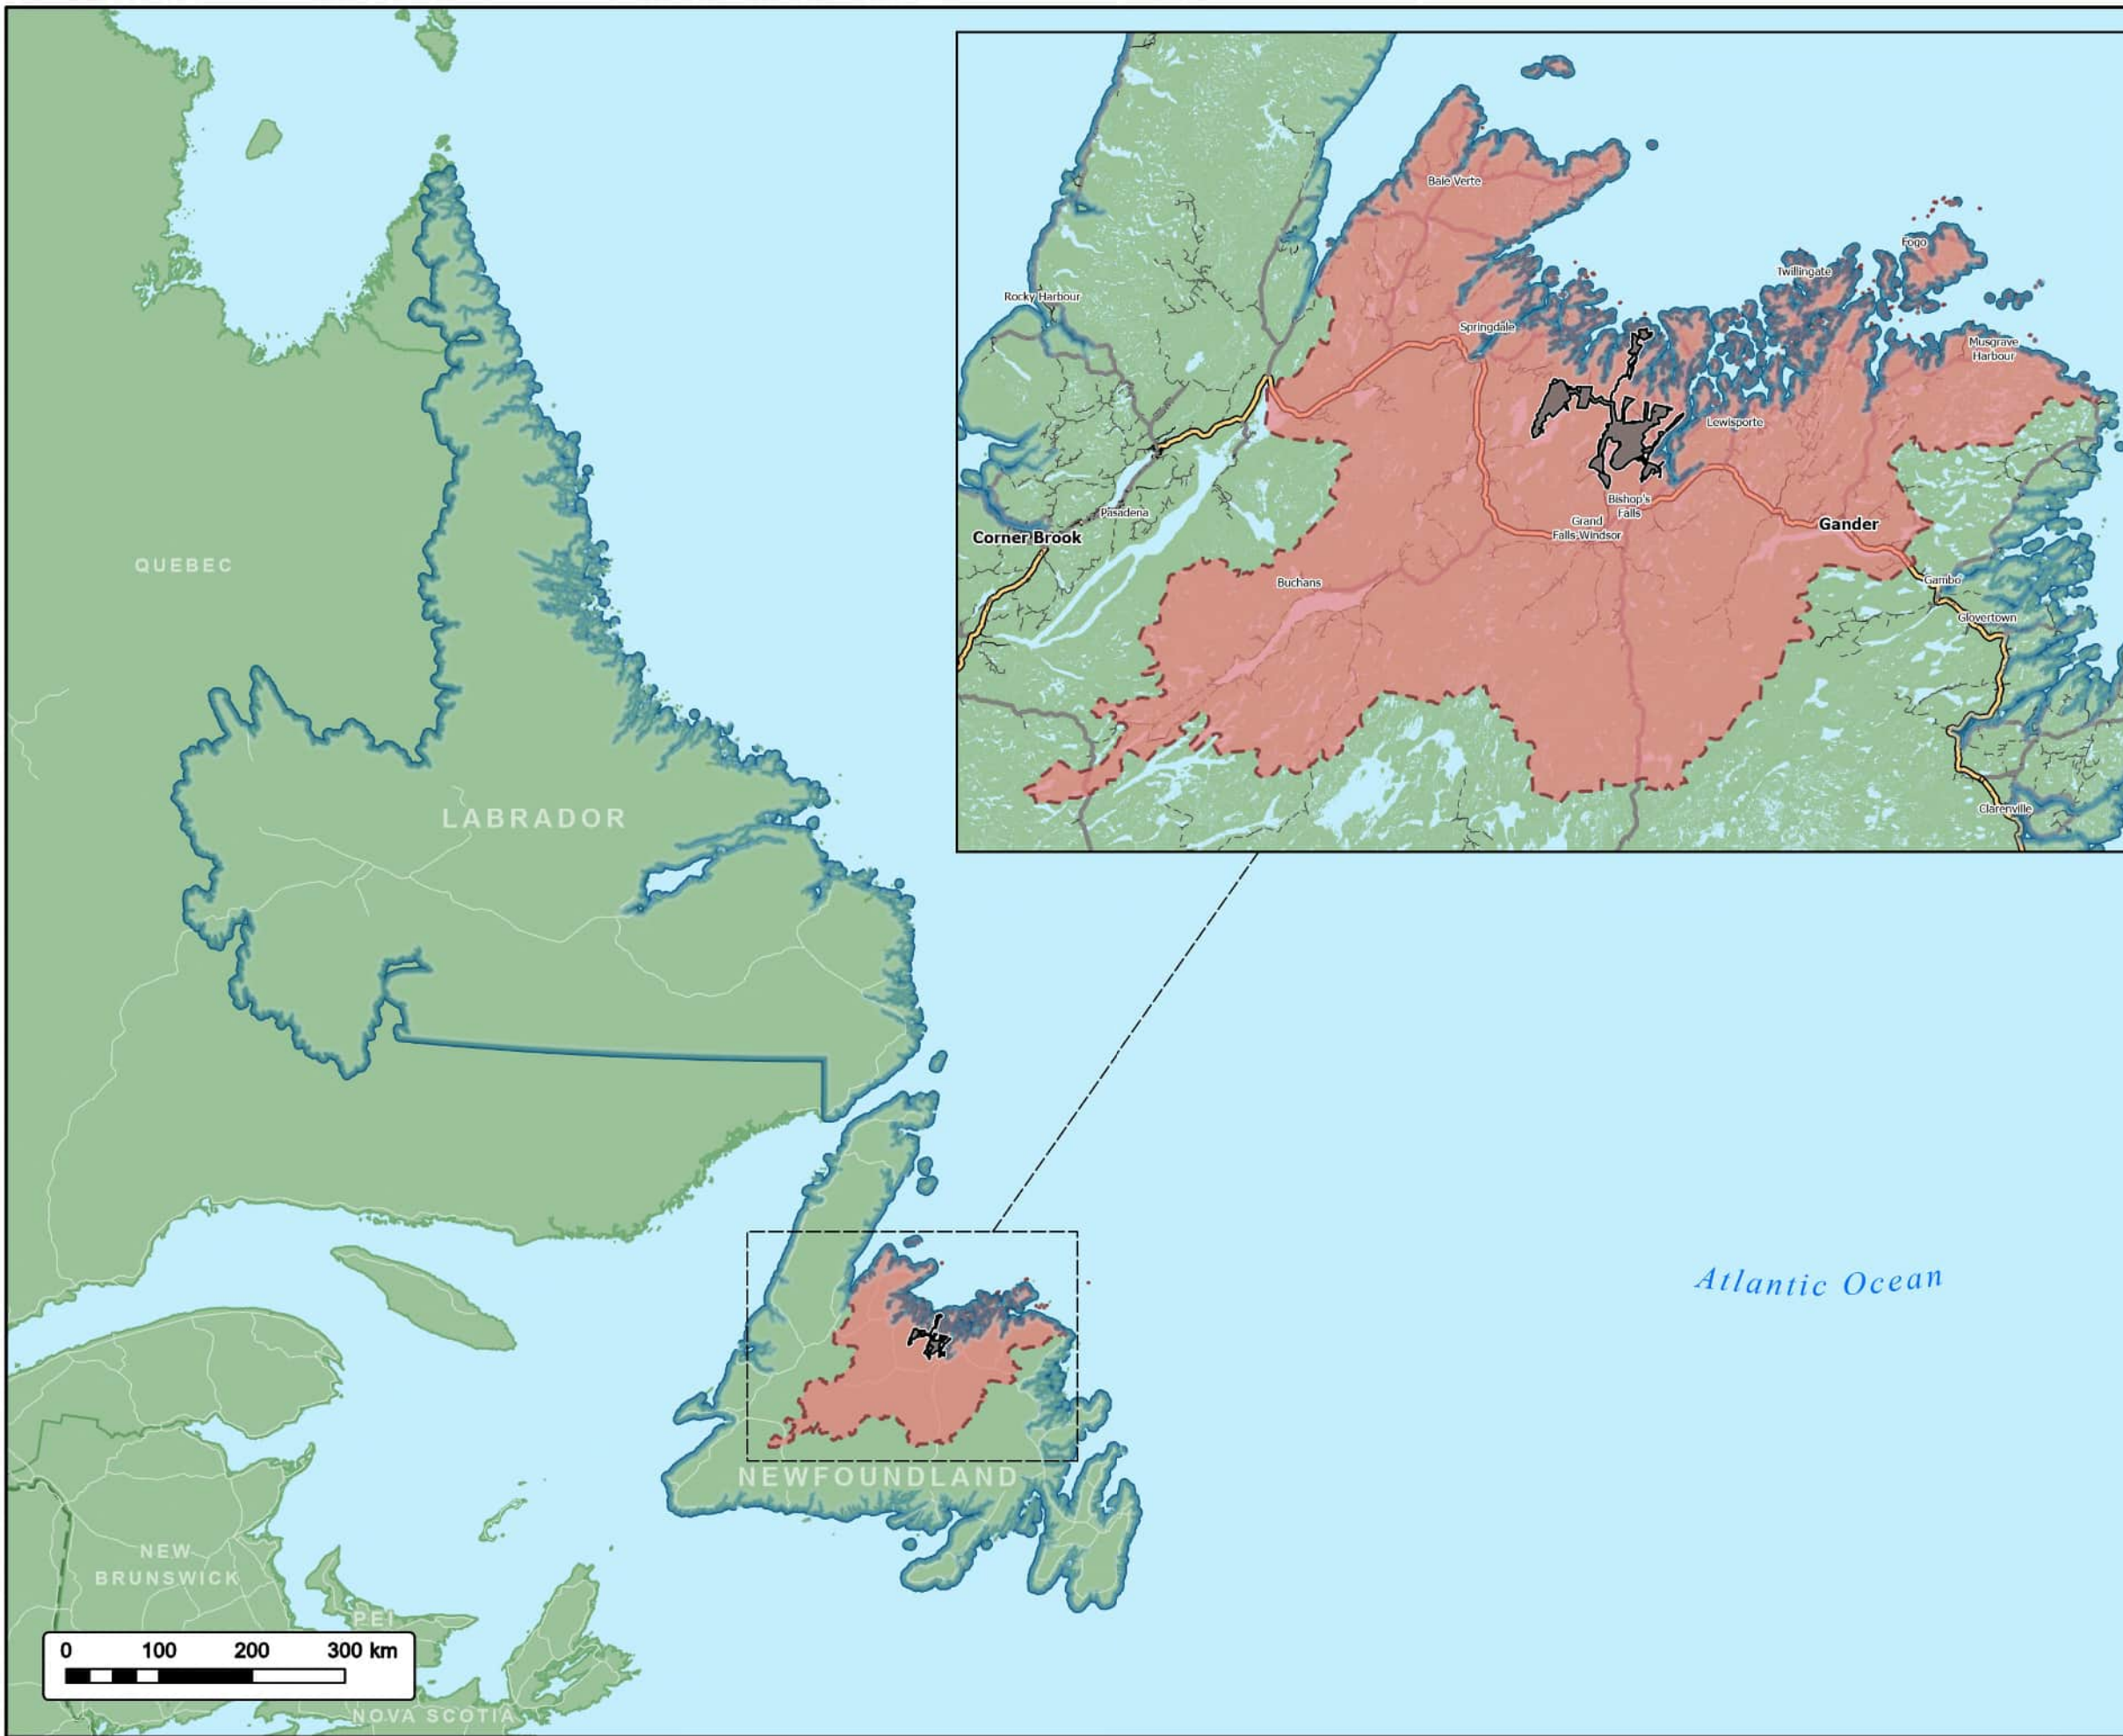 Baie Verte
Fogo
Twillingate
Rocky Harbour
Springdale
Musgrave
Harbour
Lewisporte
Bishop's
Falls
Pasadena
Grand
Falls-Windsor
Gander
Corner Brook
Buchans
Gambo
Glovertown
Clarenville
QUEBEC
LABRADOR
Atlantic Ocean
NEWFOUNDLAND
NEW
BRUNSWICK
PEI
0 100 200 300 km
NOVA SCOTIA